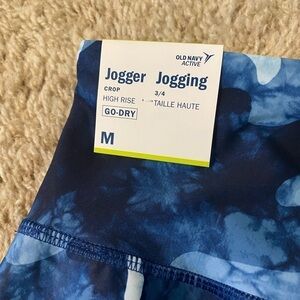 OLD NAVY
ACTIVE
Jogger Jogging
CROP 3/4
HIGH RISE · TAILLE HAUTE
GO-DRY
M